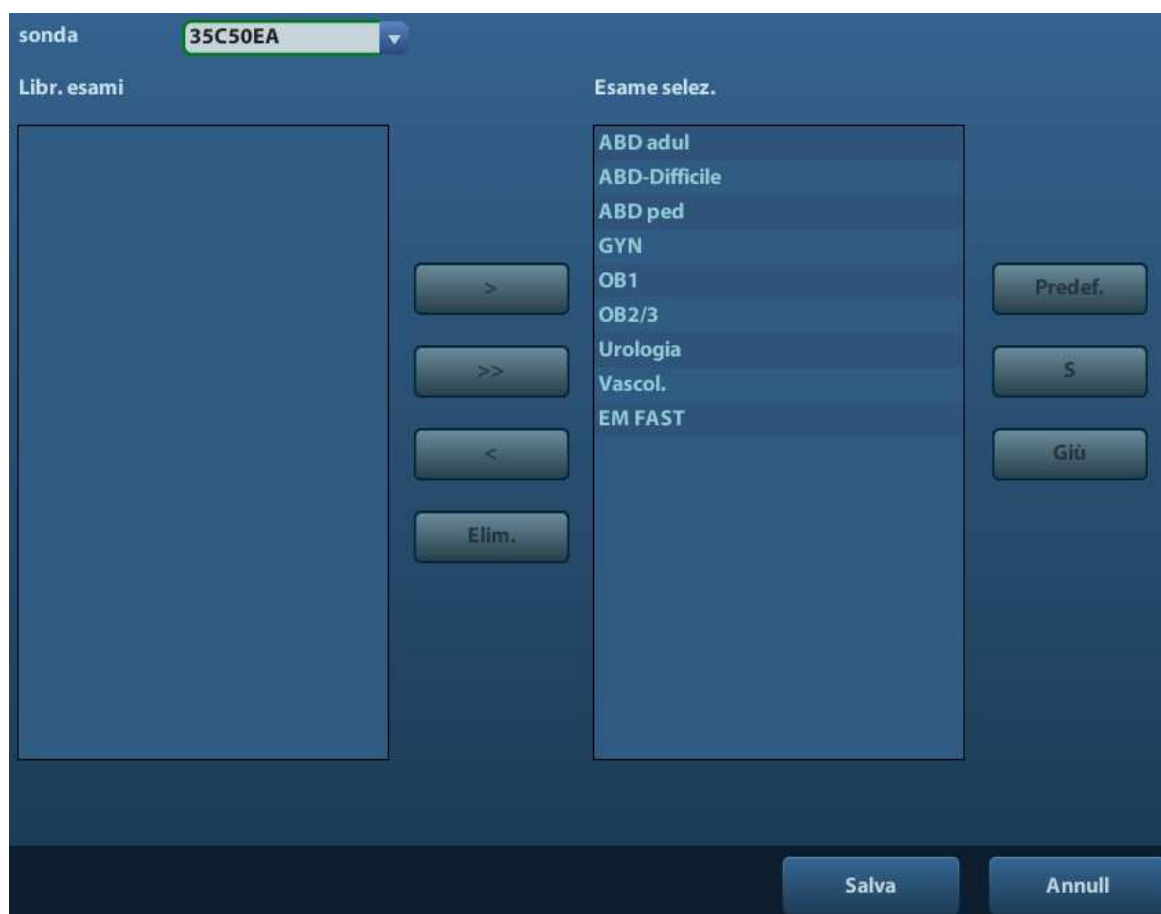 sonda 35C50EA
Libr. esami
Esame selez.
ABD adul
ABD-Difficile
ABD ped
GYN
OB1
OB2/3
Urologia
Vascol.
EM FAST
>
>>
<
Elim.
Predef.
S
Giù
Salva
Annull